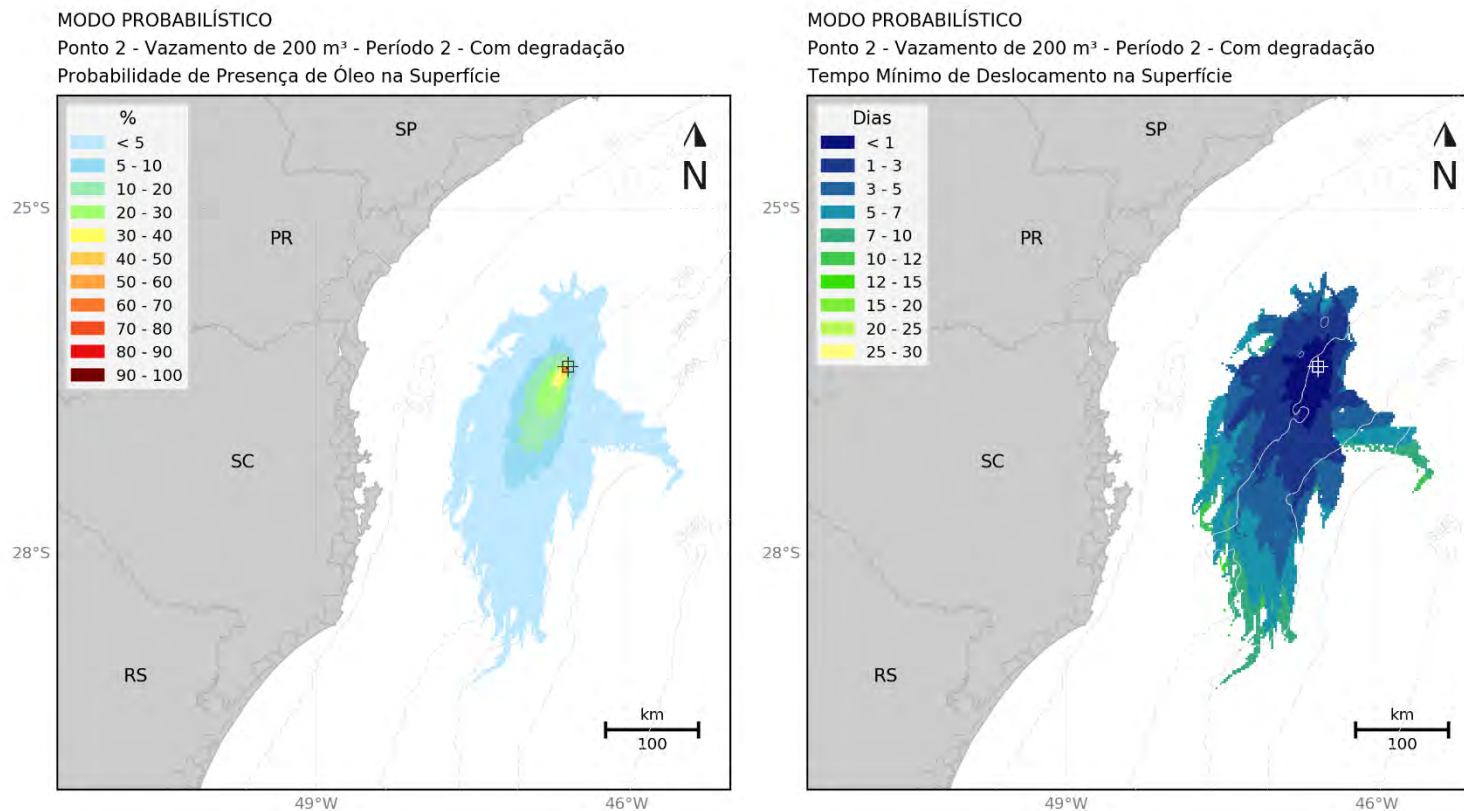 MODO PROBABILÍSTICO
Ponto 2 - Vazamento de 200 m³ - Período 2 - Com degradação
Probabilidade de Presença de Óleo na Superfície
%
< 5
5 - 10
10 - 20
20 - 30
30 - 40
40 - 50
50 - 60
60 - 70
70 - 80
80 - 90
90 - 100
SP
PR
SC
RS
N
25°S
28°S
49°W
46°W
km
100
MODO PROBABILÍSTICO
Ponto 2 - Vazamento de 200 m³ - Período 2 - Com degradação
Tempo Mínimo de Deslocamento na Superfície
Dias
< 1
1 - 3
3 - 5
5 - 7
7 - 10
10 - 12
12 - 15
15 - 20
20 - 25
25 - 30
SP
PR
SC
RS
N
25°S
28°S
49°W
46°W
km
100